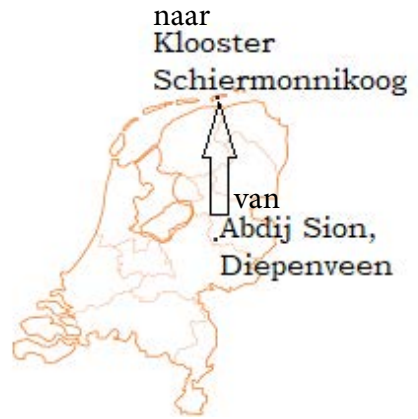 naar
Klooster
Schiermonnikoog
van
Abdij Sion,
Diepenveen